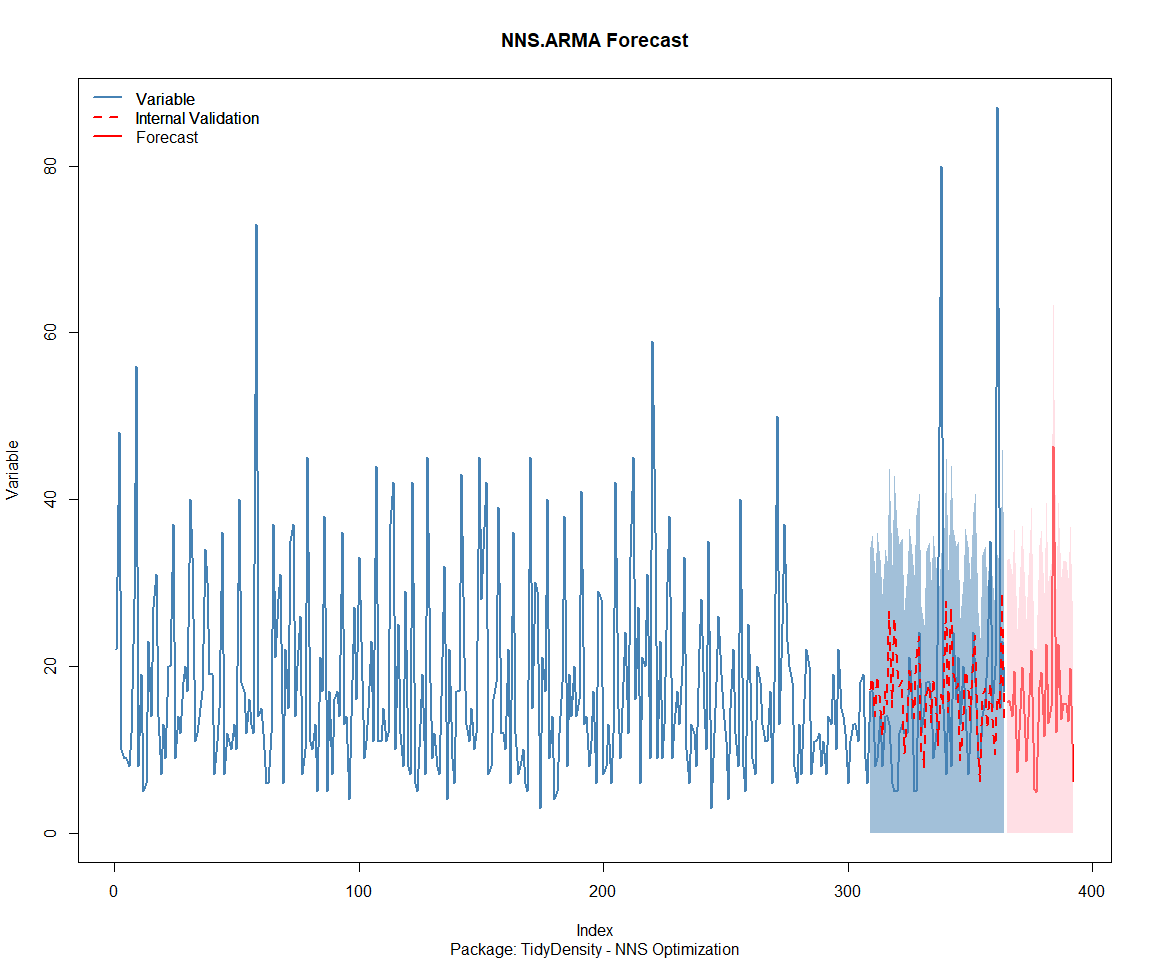 NNS.ARMA Forecast
Variable
Internal Validation
Forecast
Variable
80
60
40
20
0
0 100 200 300 400
Index
Package: TidyDensity - NNS Optimization